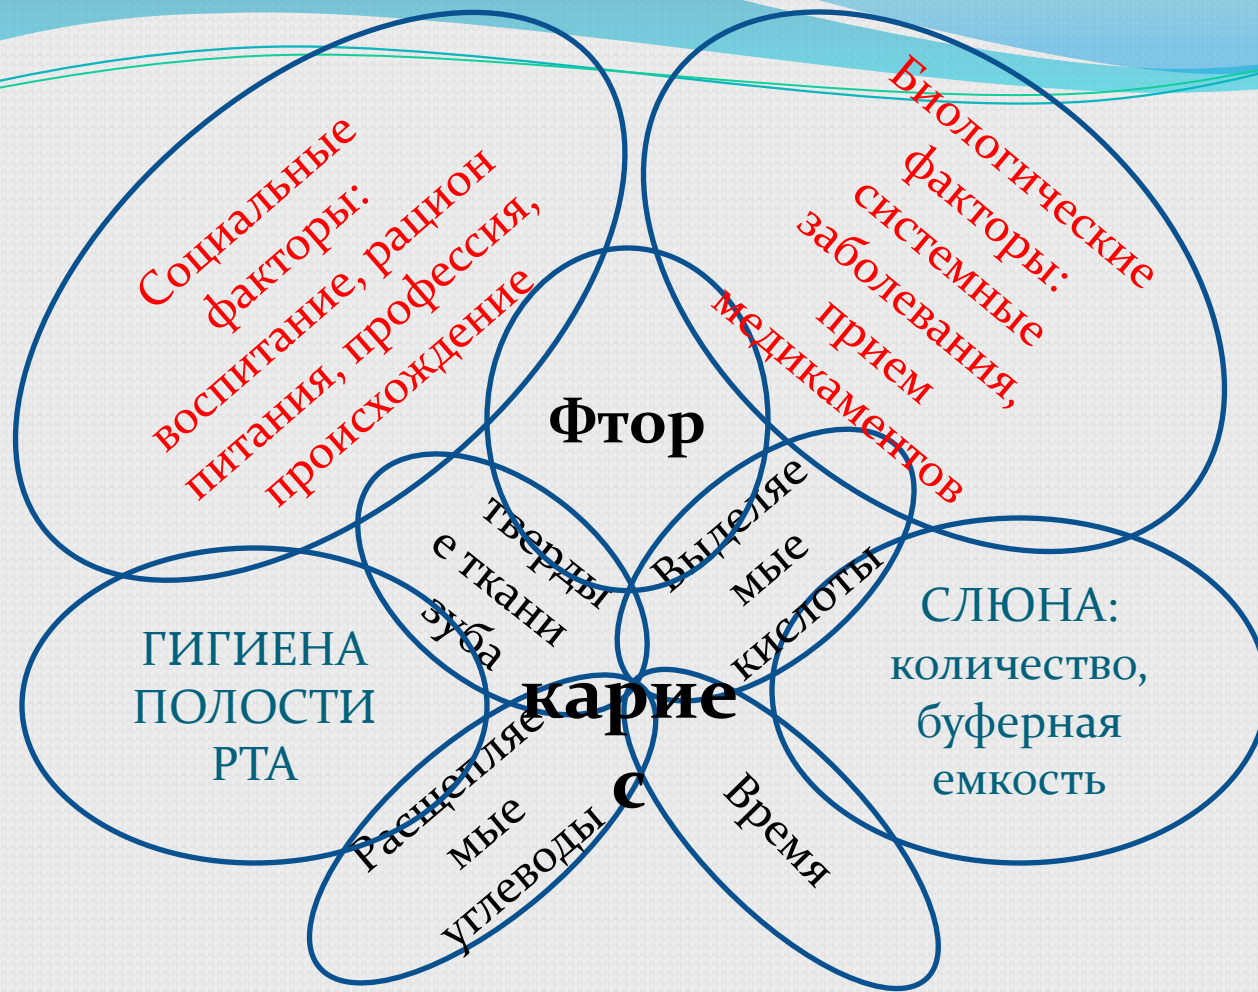 Социальные
факторы:
воспитание, рацион
питания, профессия,
происхождение
Биологические
факторы:
системные
заболевания,
прием
медикаментов
Фтор
тверды
е ткани
зуба
Выделяе
мые
кислоты
ГИГИЕНА
ПОЛОСТИ
РТА
СЛЮНА:
количество,
буферная
емкость
карие
с
Расщепляе
мые
углеводы
Время